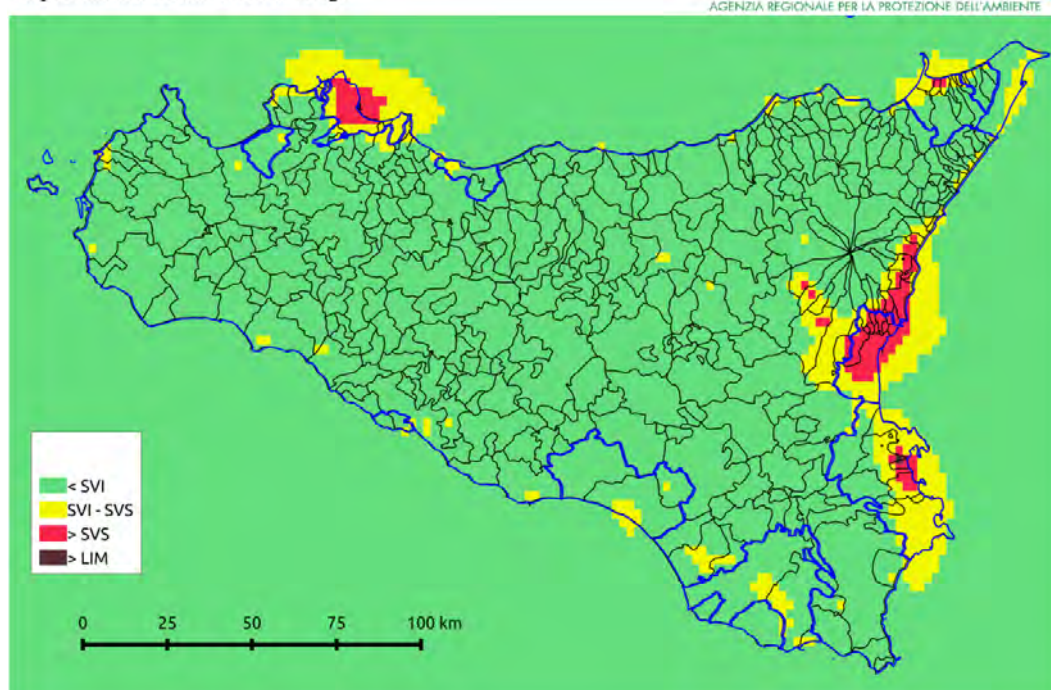 AGENZIA REGIONALE PER LA PROTEZIONE DELL'AMBIENTE
< SVI
SVI - SVS
> SVS
> LIM
0 25 50 75 100 km